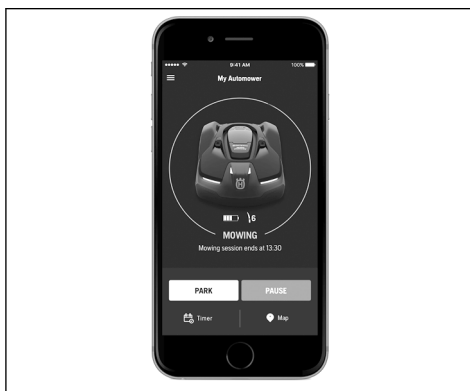 9:41 AM 100%
My Automower
6
MOWING
Mowing session ends at 13:30
PARK PAUSE
Timer Map